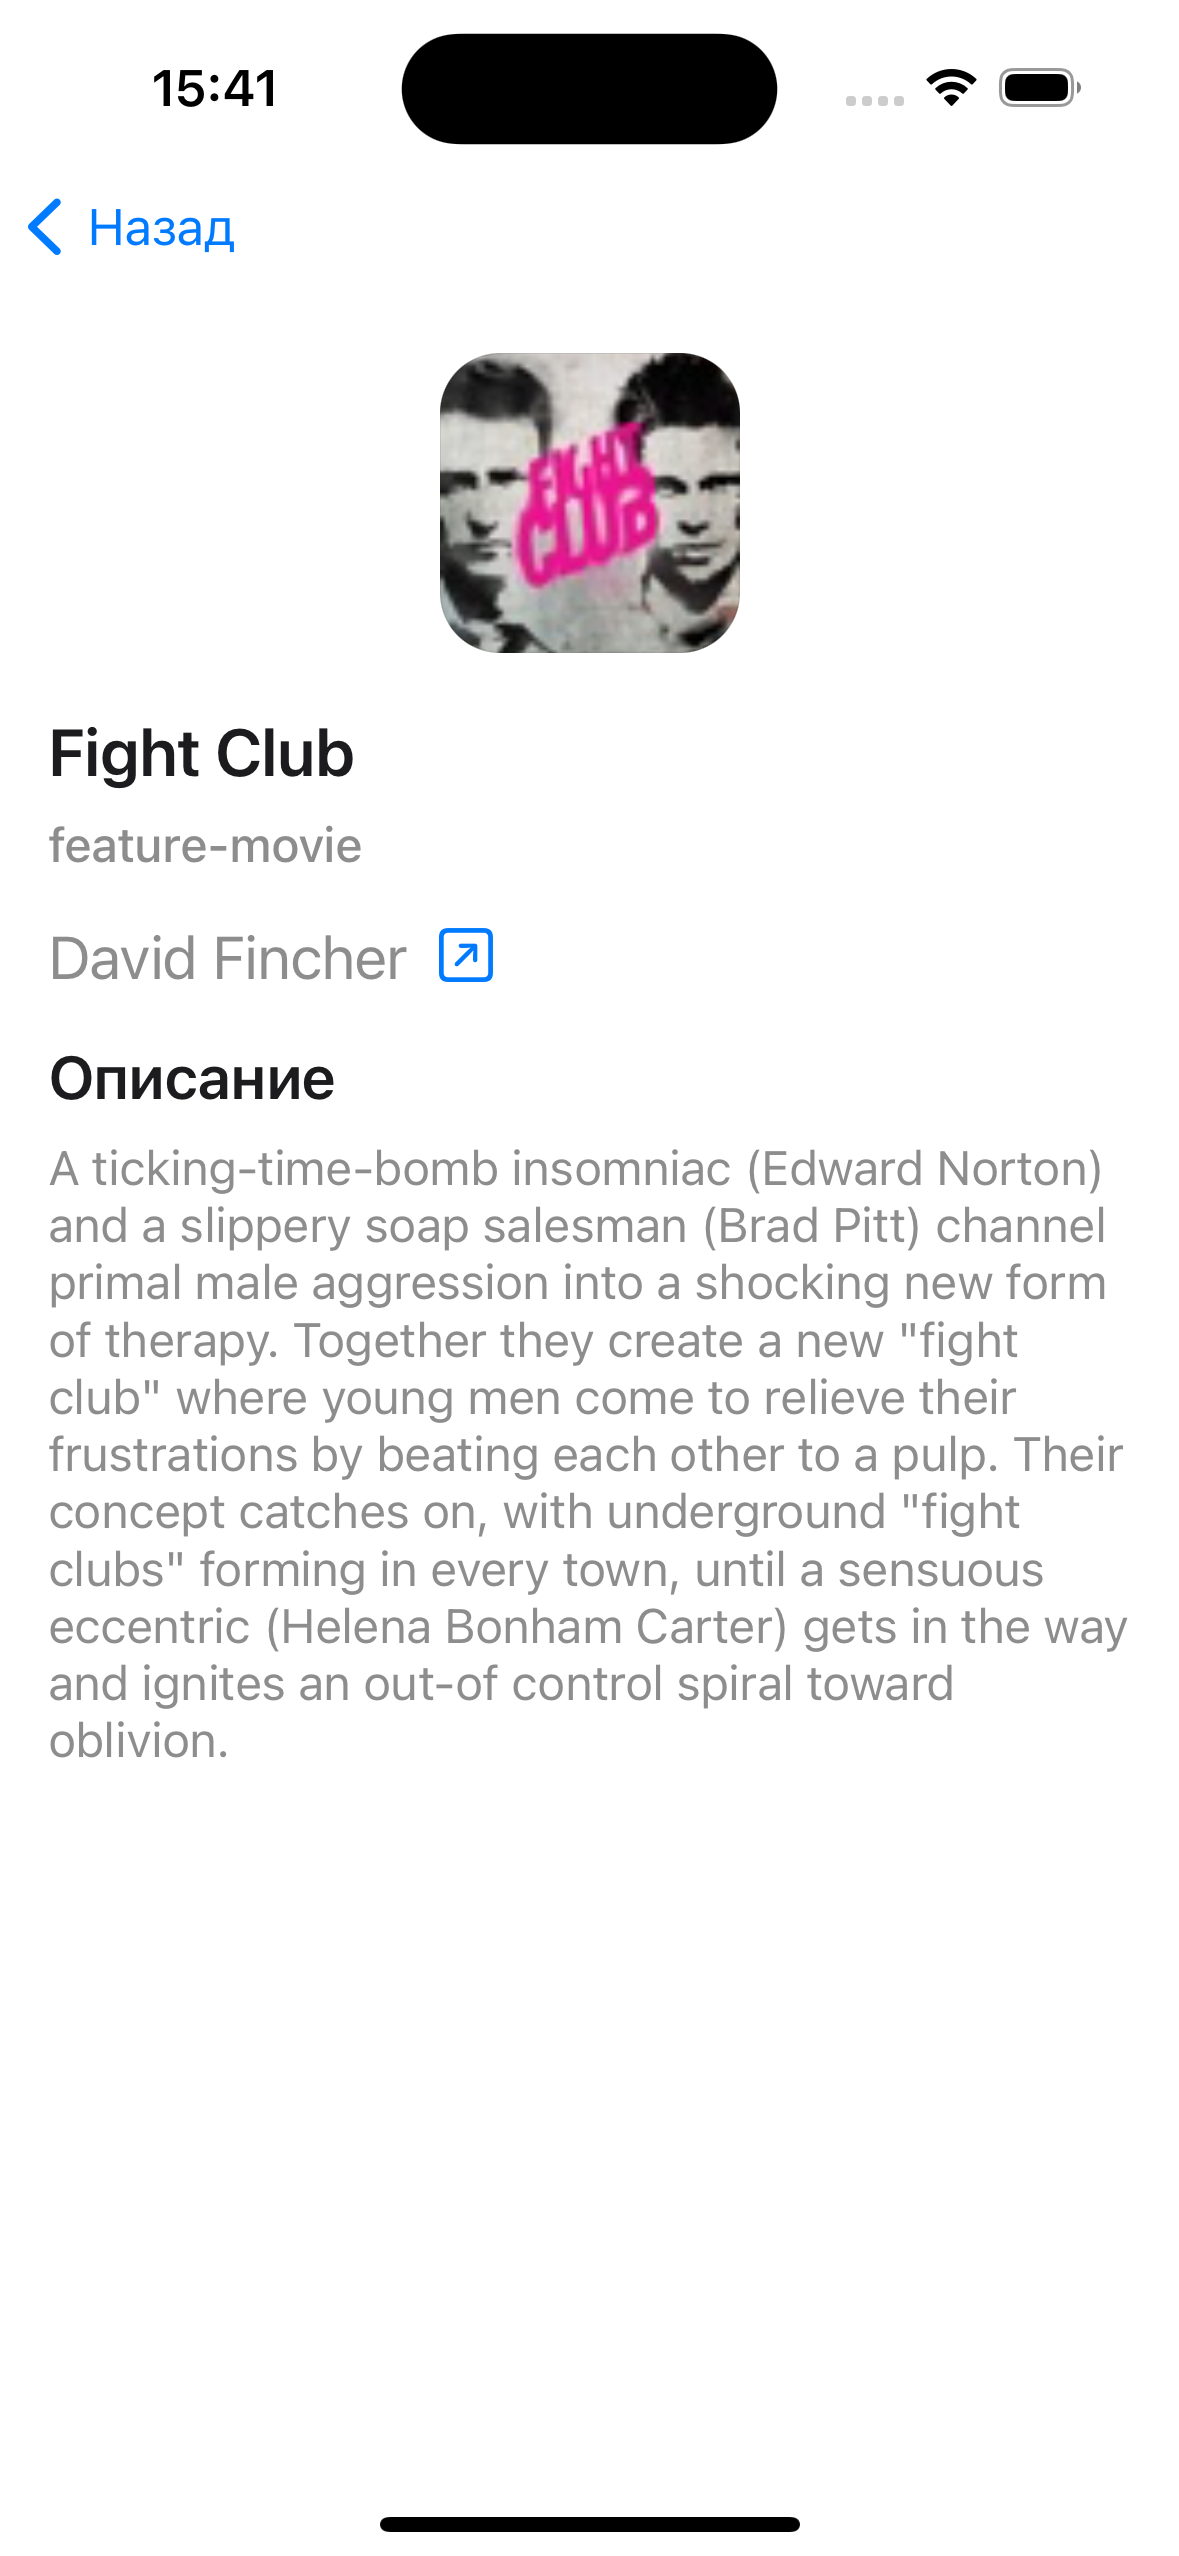 15:41
Назад
FIGHT
CLUB
Fight Club
feature-movie
David Fincher
Описание
A ticking-time-bomb insomniac (Edward Norton)
and a slippery soap salesman (Brad Pitt) channel
primal male aggression into a shocking new form
of therapy. Together they create a new "fight
club" where young men come to relieve their
frustrations by beating each other to a pulp. Their
concept catches on, with underground "fight
clubs" forming in every town, until a sensuous
eccentric (Helena Bonham Carter) gets in the way
and ignites an out-of control spiral toward
oblivion.